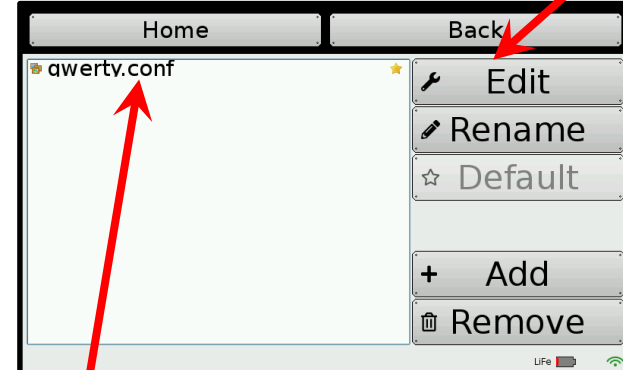 Home
Back
qwerty.conf
Edit
Rename
Default
Add
Remove
LiFe